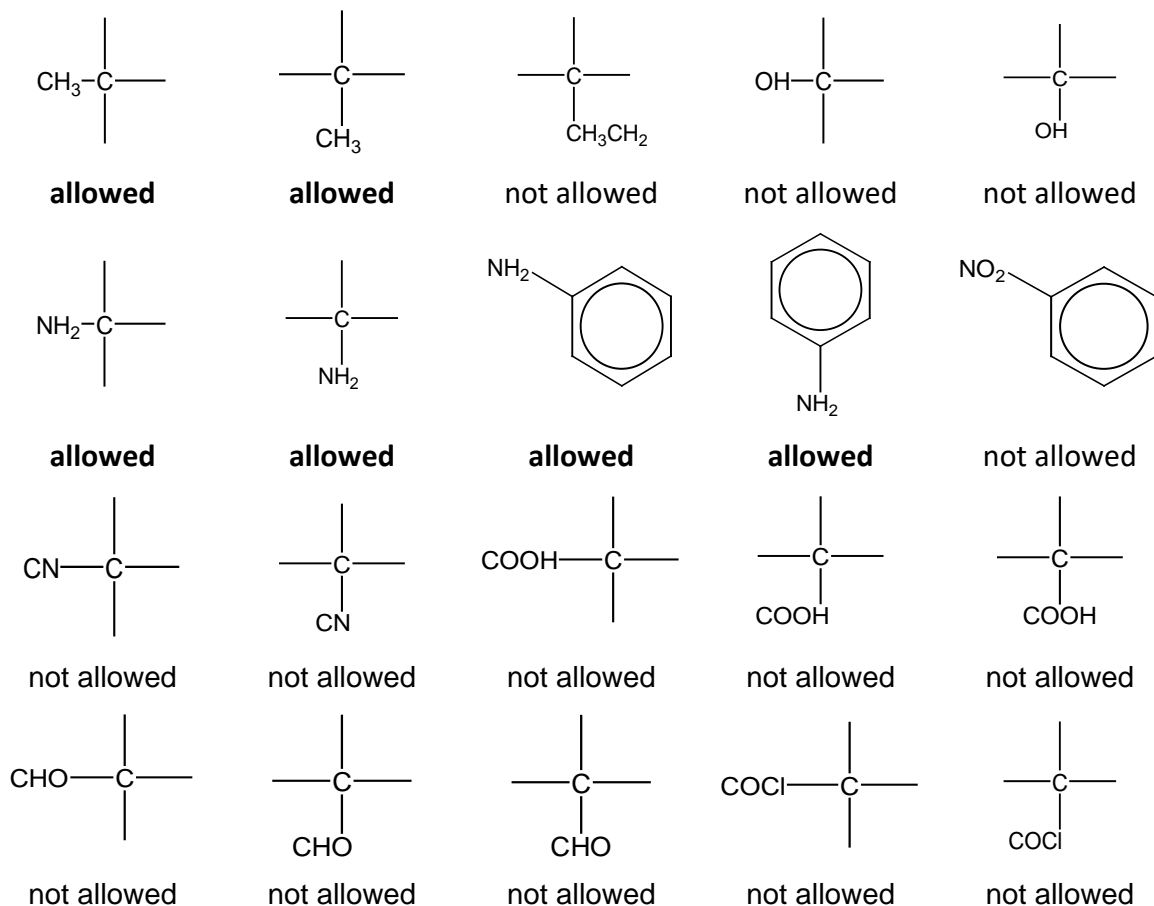 CH₃ C C CH₃ C CH₃CH₂ OH C C OH
allowed allowed not allowed not allowed not allowed
NH₂ C C NH₂ NH₂ NH₂ NO₂
allowed allowed allowed allowed not allowed
CN C C CN COOH C C COOH C COOH
not allowed not allowed not allowed not allowed not allowed
CHO C C CHO C CHO COCl C C COCl
not allowed not allowed not allowed not allowed not allowed